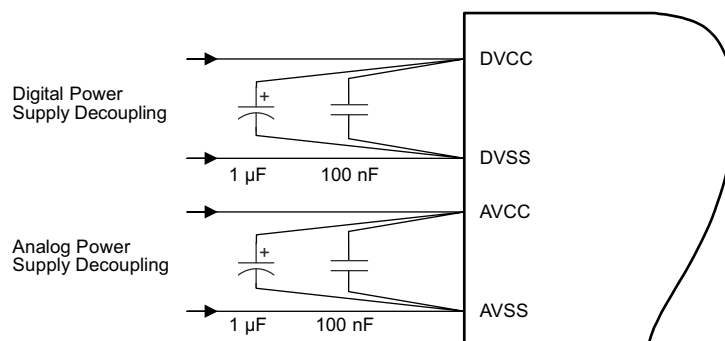 DVCC
Digital Power
Supply Decoupling
+
DVSS
1 µF 100 nF
AVCC
Analog Power
Supply Decoupling
+
AVSS
1 µF 100 nF